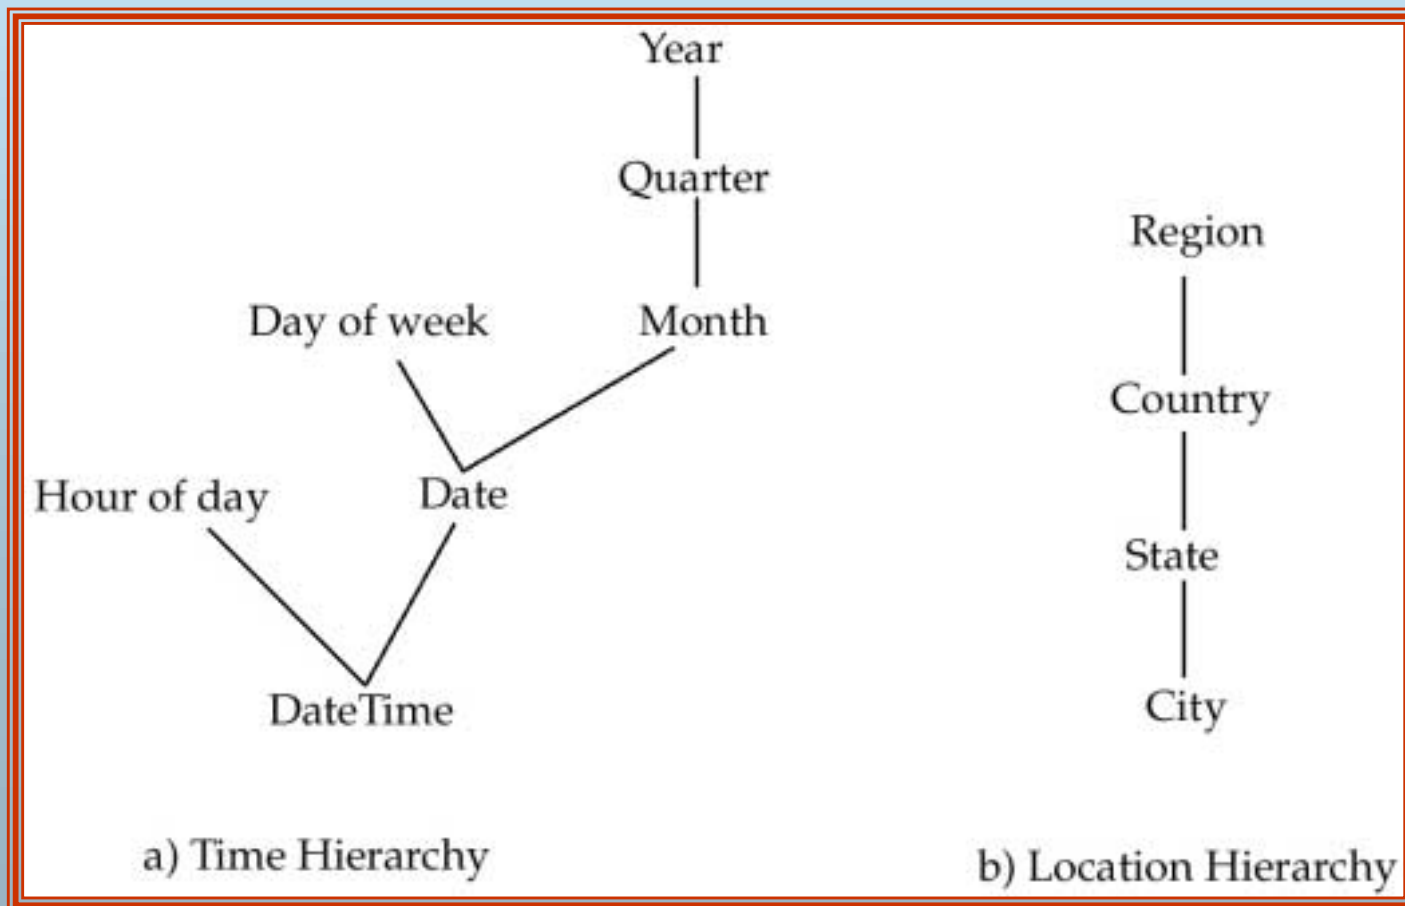 Year
Quarter
Region
Day of week
Month
Country
Hour of day
Date
State
DateTime
City
a) Time Hierarchy
b) Location Hierarchy